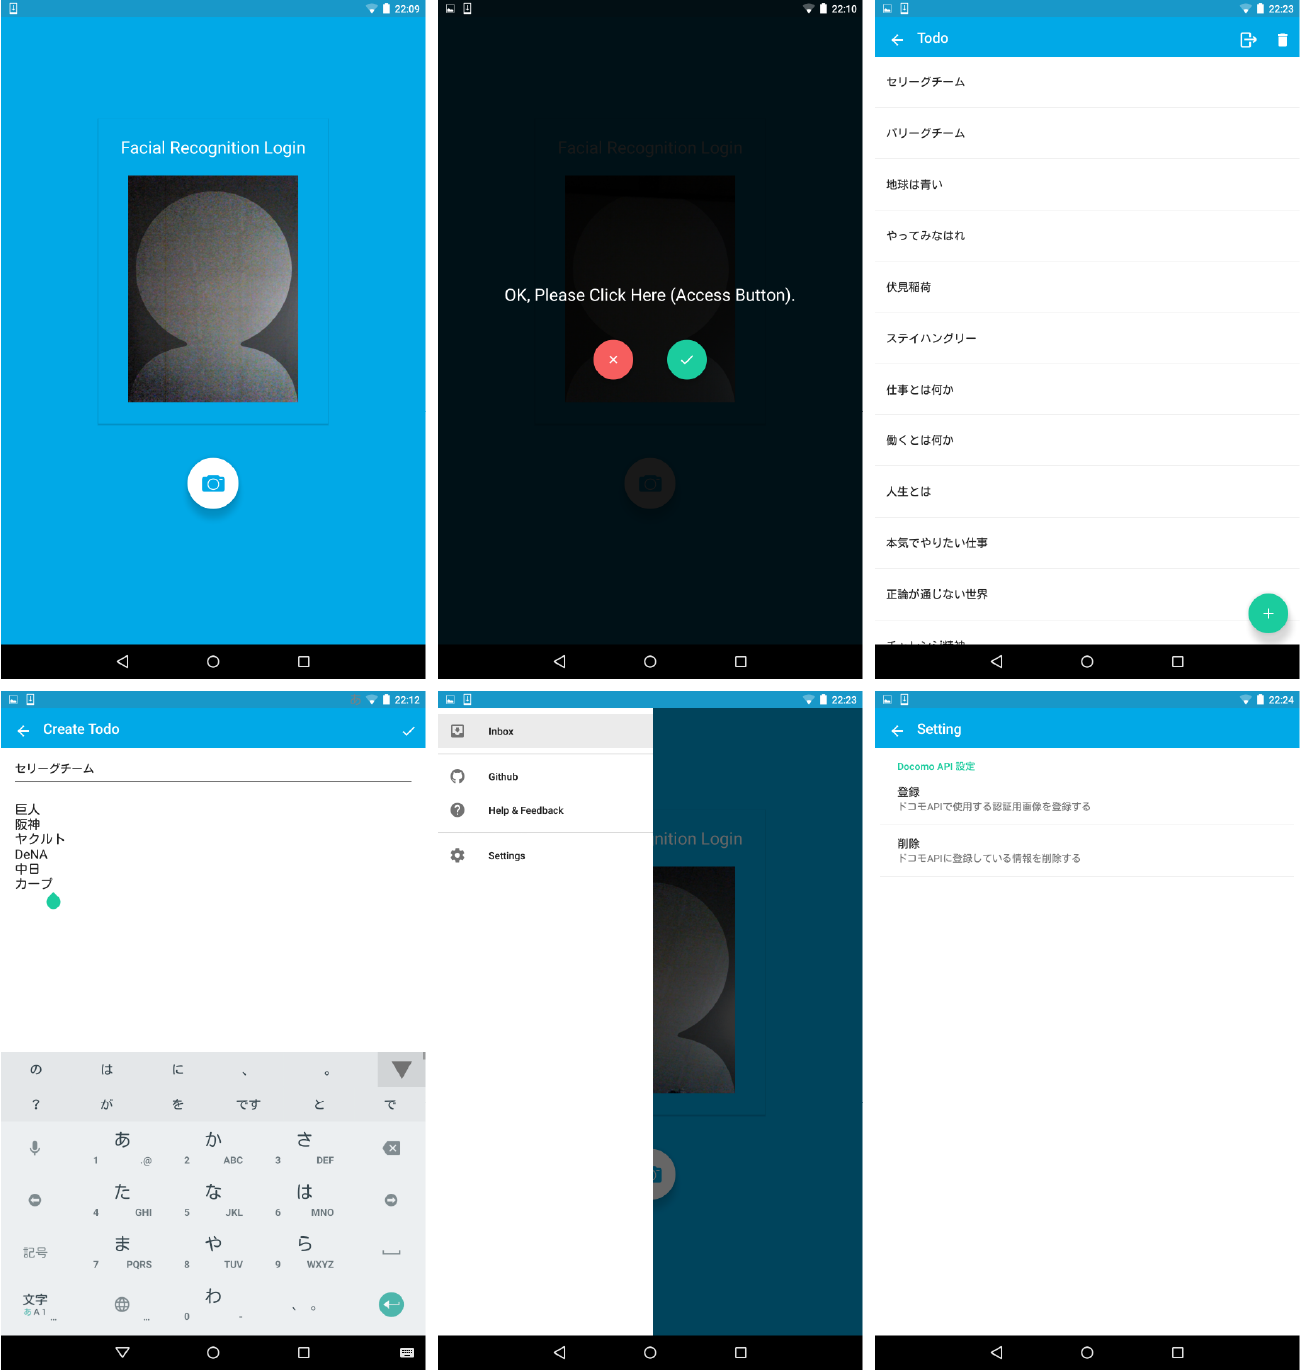 22:09
Facial Recognition Login
22:10
Facial Recognition Login
OK, Please Click Here (Access Button).
22:23
Todo
セリーグチーム
パリーグチーム
地球は青い
やってみなはれ
伏見稲荷
ステイハングリー
仕事とは何か
働くとは何か
人生とは
本気でやりたい仕事
正論が通じない世界
チャレンジ精神
22:12
Create Todo
セリーグチーム
巨人
阪神
ヤクルト
DeNA
中日
カープ
の は に 、 。
? が を です と で
あ か さ
1 .@ 2 ABC 3 DEF
た な は
4 GHI 5 JKL 6 MNO
記号 ま や ら
7 PQRS 8 TUV 9 WXYZ
文字 わ 、 。
あA1 ... ... 0 -
22:23
Inbox
Github
Help & Feedback
nition Login
Settings
22:24
Setting
Docomo API 設定
登録
ドコモAPIで使用する認証用画像を登録する
削除
ドコモAPIに登録している情報を削除する